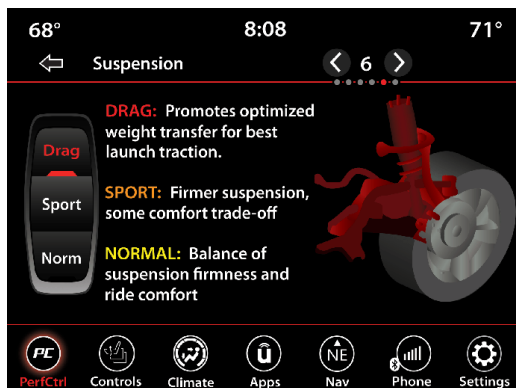 68°
8:08
71°
Suspension
6
Drag
Sport
Norm
DRAG: Promotes optimized
weight transfer for best
launch traction.
SPORT: Firmer suspension,
some comfort trade-off
NORMAL: Balance of
suspension firmness and
ride comfort
PC
û
NE
PerfCtrl
Controls
Climate
Apps
Nav
Phone
Settings